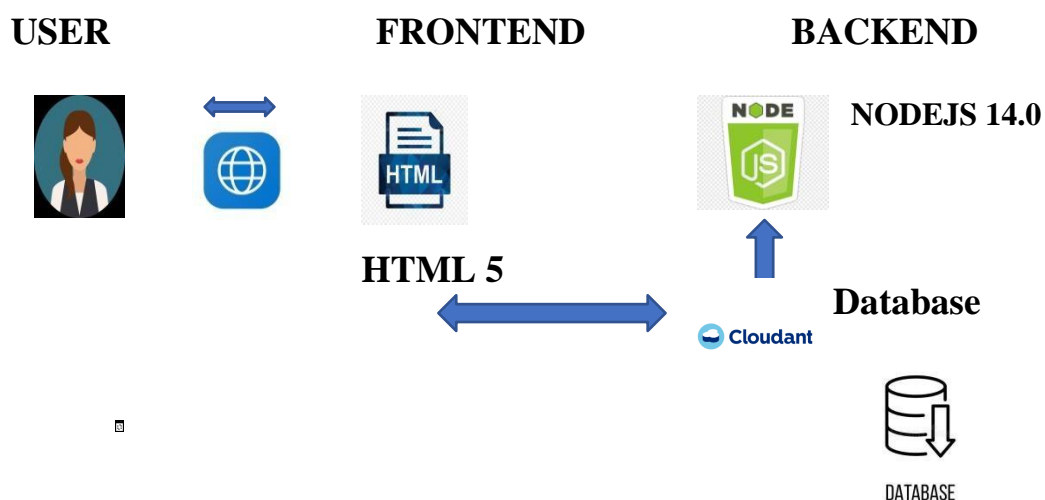 USER
FRONTEND
BACKEND
NODE
JS
NODEJS 14.0
HTML
HTML 5
Database
Cloudant
DATABASE